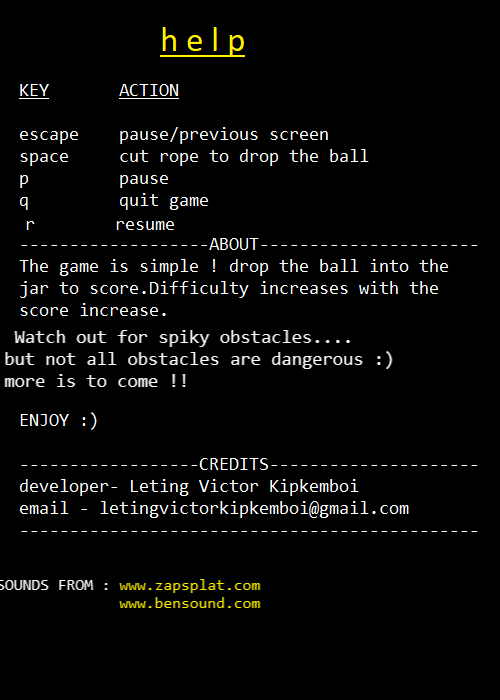 help
KEY ACTION
escape pause/previous screen
space cut rope to drop the ball
p pause
q quit game
r resume
-------------------ABOUT----------------------
The game is simple ! drop the ball into the
jar to score.Difficulty increases with the
score increase.
Watch out for spiky obstacles....
but not all obstacles are dangerous :)
more is to come !!
ENJOY :)
------------------CREDITS---------------------
developer- Leting Victor Kipkemboi
email - letingvictorkipkemboi@gmail.com
----------------------------------------------
SOUNDS FROM : www.zapsplat.com
www.bensound.com